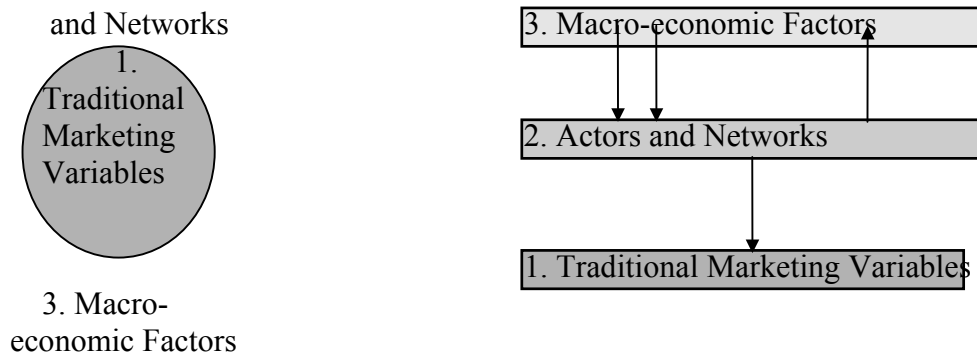 and Networks
1.
Traditional
Marketing
Variables
3. Macro-
economic Factors
3. Macro-economic Factors
2. Actors and Networks
1. Traditional Marketing Variables